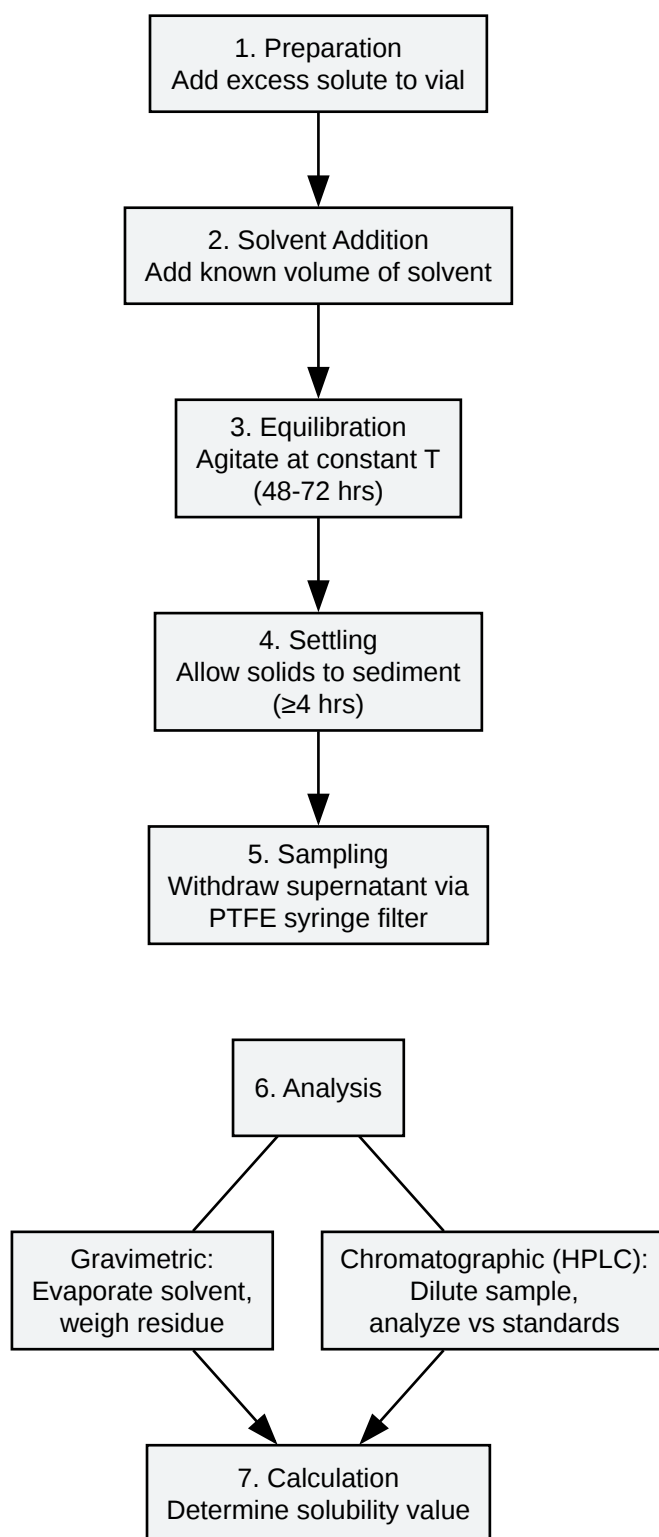 1. Preparation
Add excess solute to vial
2. Solvent Addition
Add known volume of solvent
3. Equilibration
Agitate at constant T
(48-72 hrs)
4. Settling
Allow solids to sediment
(≥4 hrs)
5. Sampling
Withdraw supernatant via
PTFE syringe filter
6. Analysis
Gravimetric:
Evaporate solvent,
weigh residue
Chromatographic (HPLC):
Dilute sample,
analyze vs standards
7. Calculation
Determine solubility value